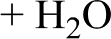 + H₂O